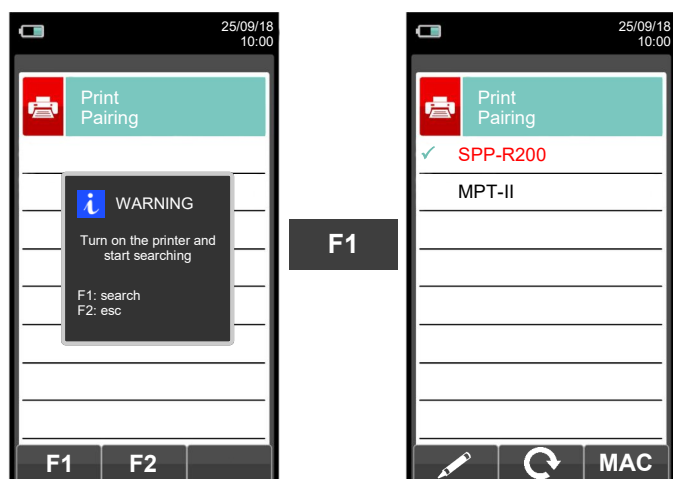 25/09/18
10:00
Print
Pairing
WARNING
Turn on the printer and
start searching
F1: search
F2: esc
F1
F2
F1
25/09/18
10:00
Print
Pairing
✓ SPP-R200
MPT-II
MAC